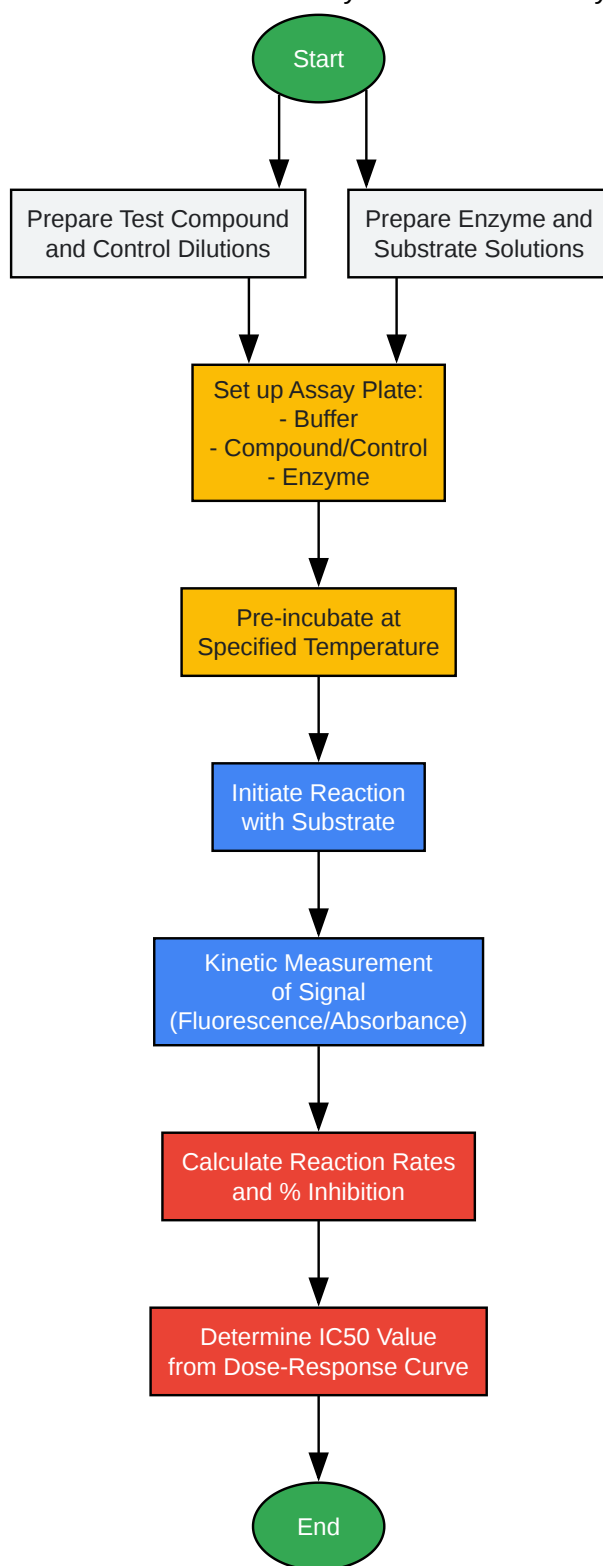 Start
Prepare Test Compound
and Control Dilutions
Prepare Enzyme and
Substrate Solutions
Set up Assay Plate:
- Buffer
- Compound/Control
- Enzyme
Pre-incubate at
Specified Temperature
Initiate Reaction
with Substrate
Kinetic Measurement
of Signal
(Fluorescence/Absorbance)
Calculate Reaction Rates
and % Inhibition
Determine IC50 Value
from Dose-Response Curve
End